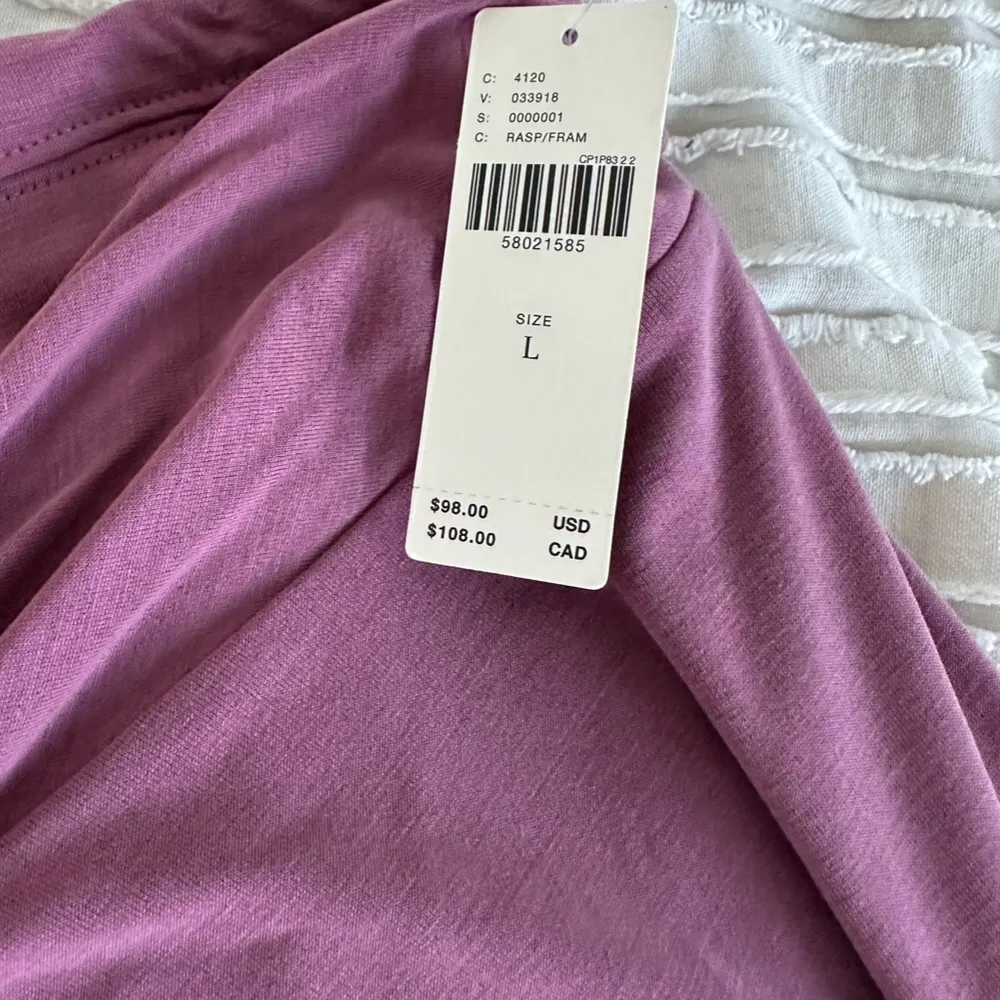 C: 4120
V: 033918
S: 0000001
C: RASP/FRAM
CP1P83 2 2
58021585
SIZE
L
$98.00 USD
$108.00 CAD